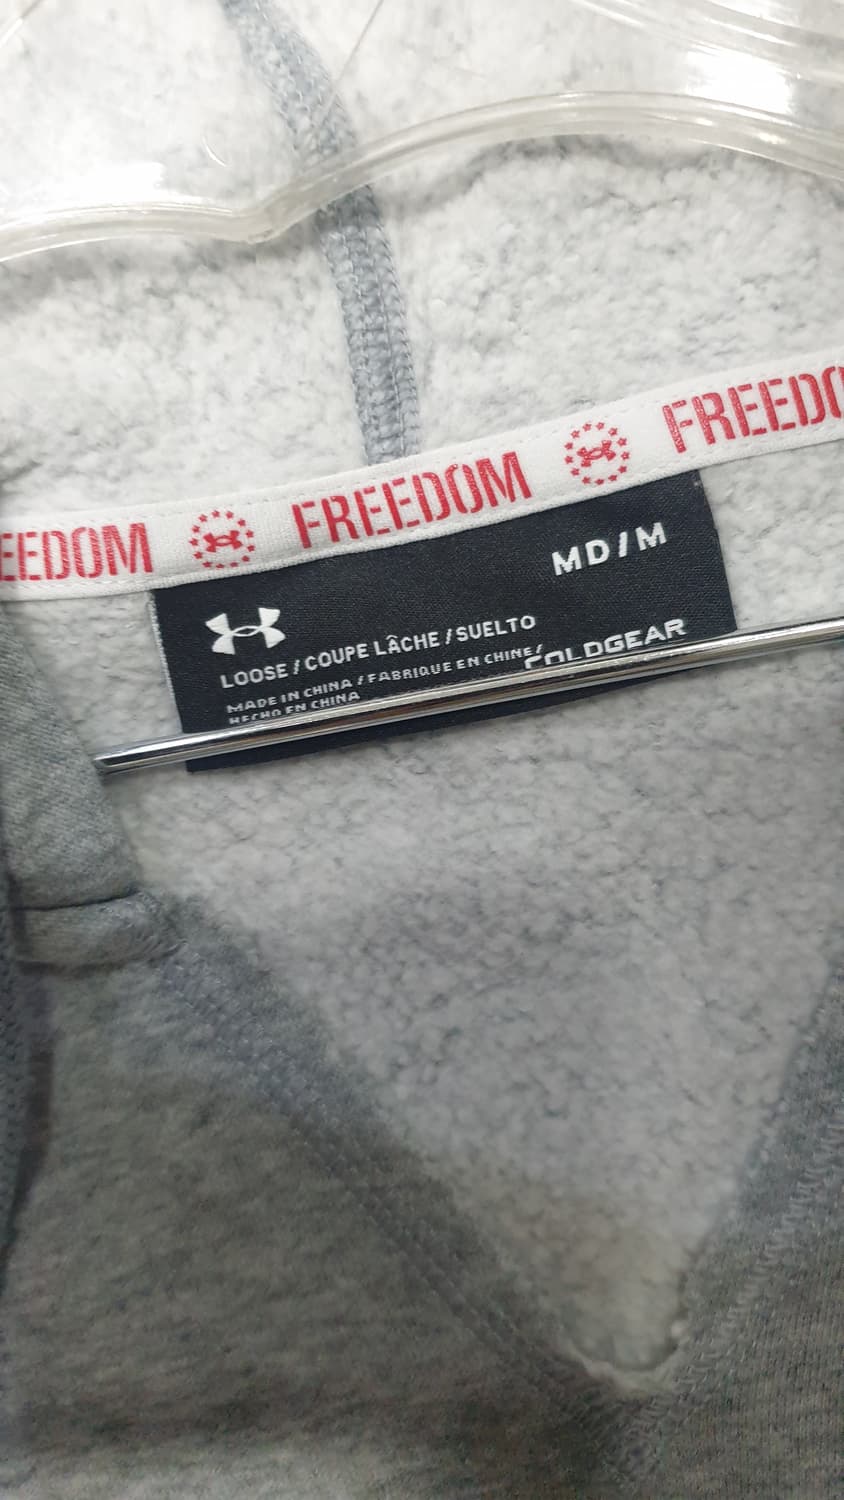 EEDOM FREEDOM FREEDO
MD/M
LOOSE / COUPE LÂCHE / SUELTO
MADE IN CHINA / FABRIQUE EN CHINE /
HECHO EN CHINA
COLDGEAR